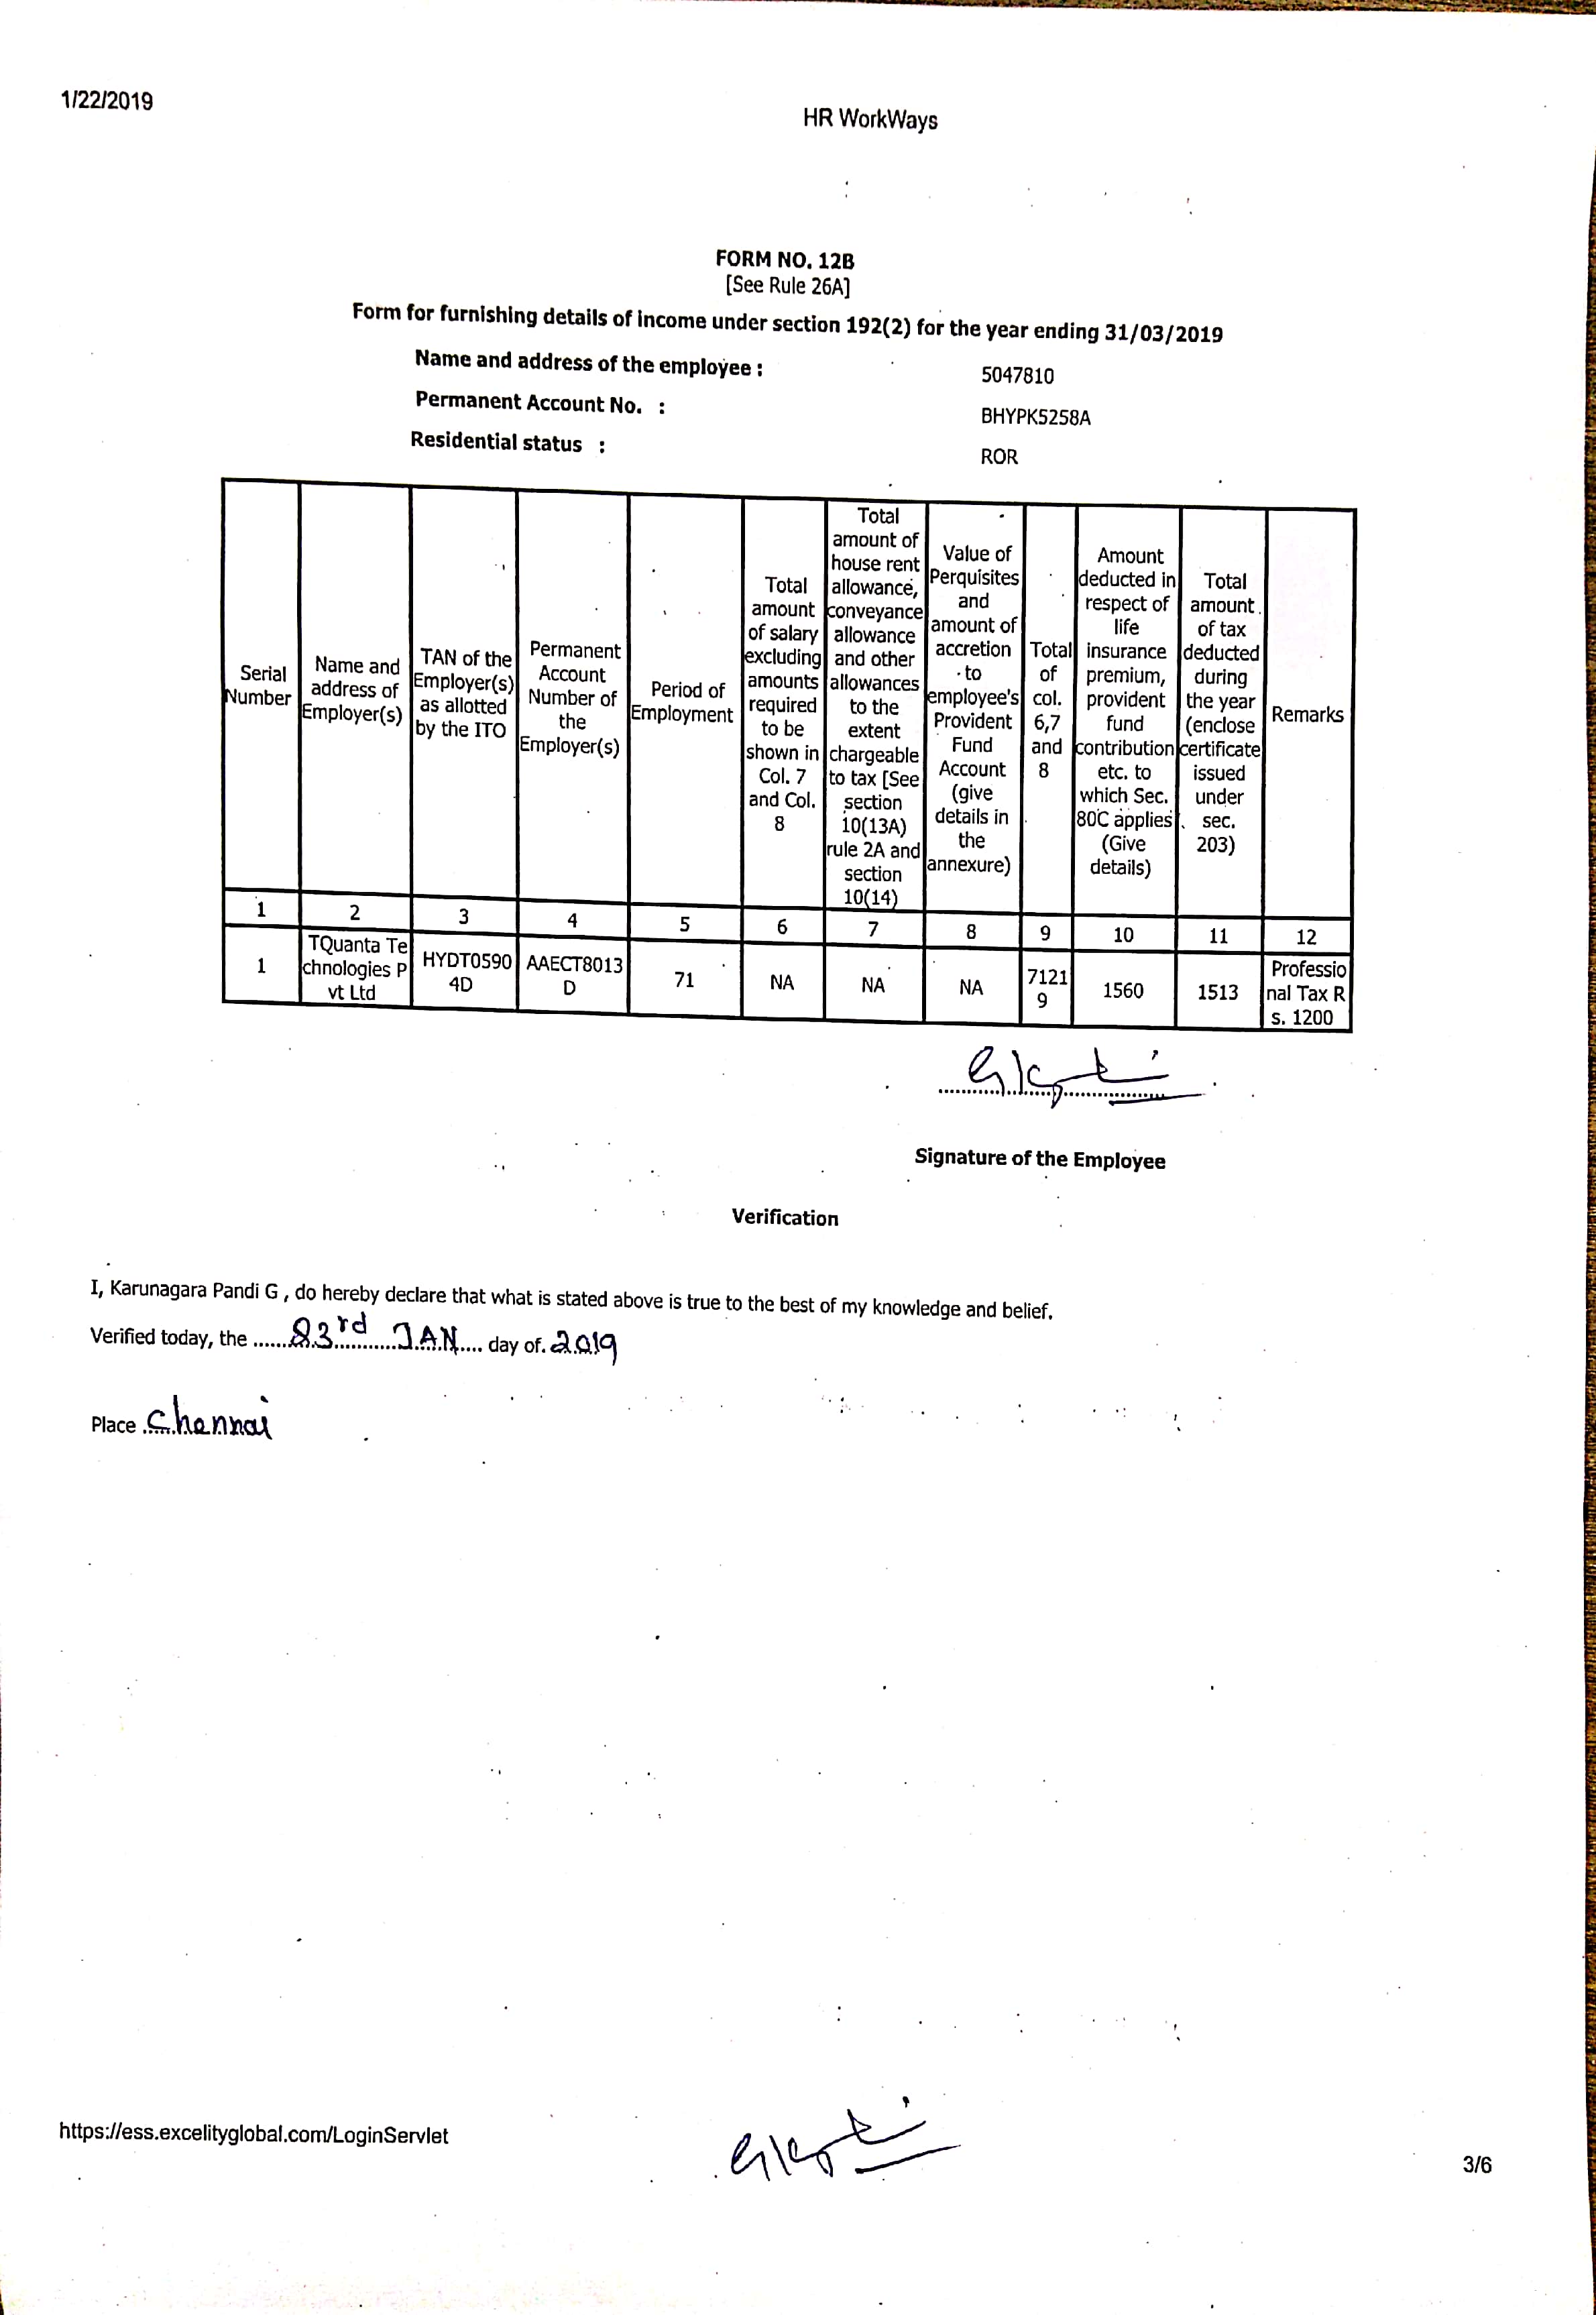 1/22/2019
HR WorkWays
FORM NO. 12B
[See Rule 26A]
Form for furnishing details of income under section 192(2) for the year ending 31/03/2019
Name and address of the employee : 5047810
Permanent Account No. : BHYPK5258A
Residential status : ROR
Serial Number
Name and address of Employer(s)
TAN of the Employer(s) as allotted by the ITO
Permanent Account Number of the Employer(s)
Period of Employment
Total amount of salary excluding amounts required to be shown in Col. 7 and Col. 8
Total amount of house rent allowance, conveyance allowance and other allowances to the extent chargeable to tax [See section 10(13A) rule 2A and section 10(14)
Value of Perquisites and amount of accretion to employee's Provident Fund Account (give details in the annexure)
Total of col. 6,7 and 8
Amount deducted in respect of life insurance premium, provident fund contribution etc. to which Sec. 80C applies (Give details)
Total amount of tax deducted during the year (enclose certificate issued under sec. 203)
Remarks
1 2 3 4 5 6 7 8 9 10 11 12
1 TQuanta Technologies Pvt Ltd HYDT05904D AAECT8013D 71 NA NA NA 71219 1560 1513 Professional Tax Rs. 1200
Signature of the Employee
Verification
I, Karunagara Pandi G , do hereby declare that what is stated above is true to the best of my knowledge and belief.
Verified today, the ......23rd............JAN.... day of. 2019
Place Chennai
https://ess.excelityglobal.com/LoginServlet
3/6